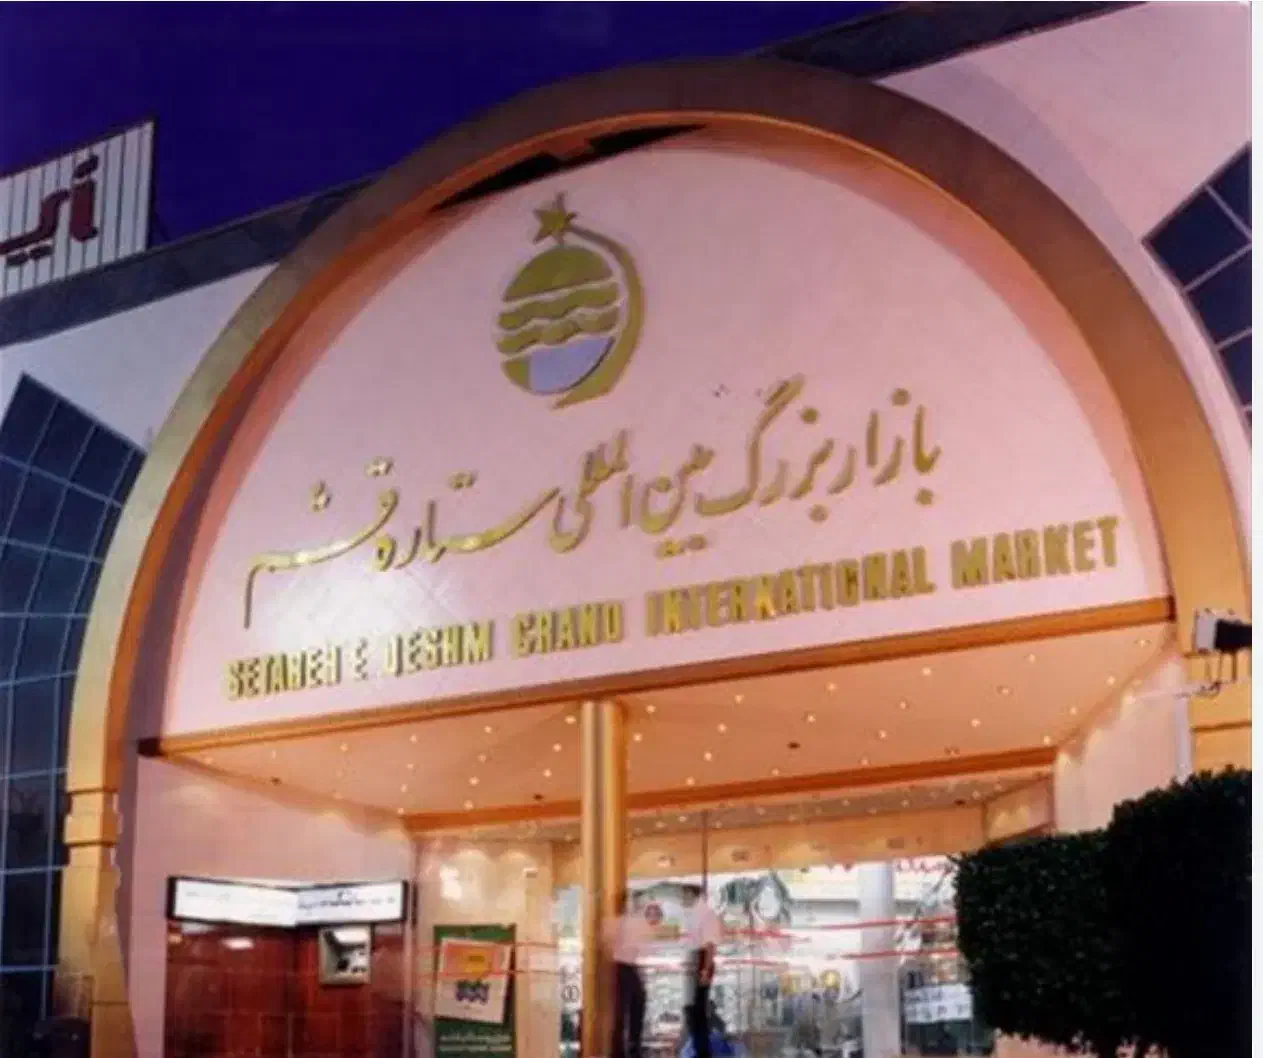 بازار بزرگ بین المللی ستاره قشم
SETAREH E QESHM GRAND INTERNATIONAL MARKET